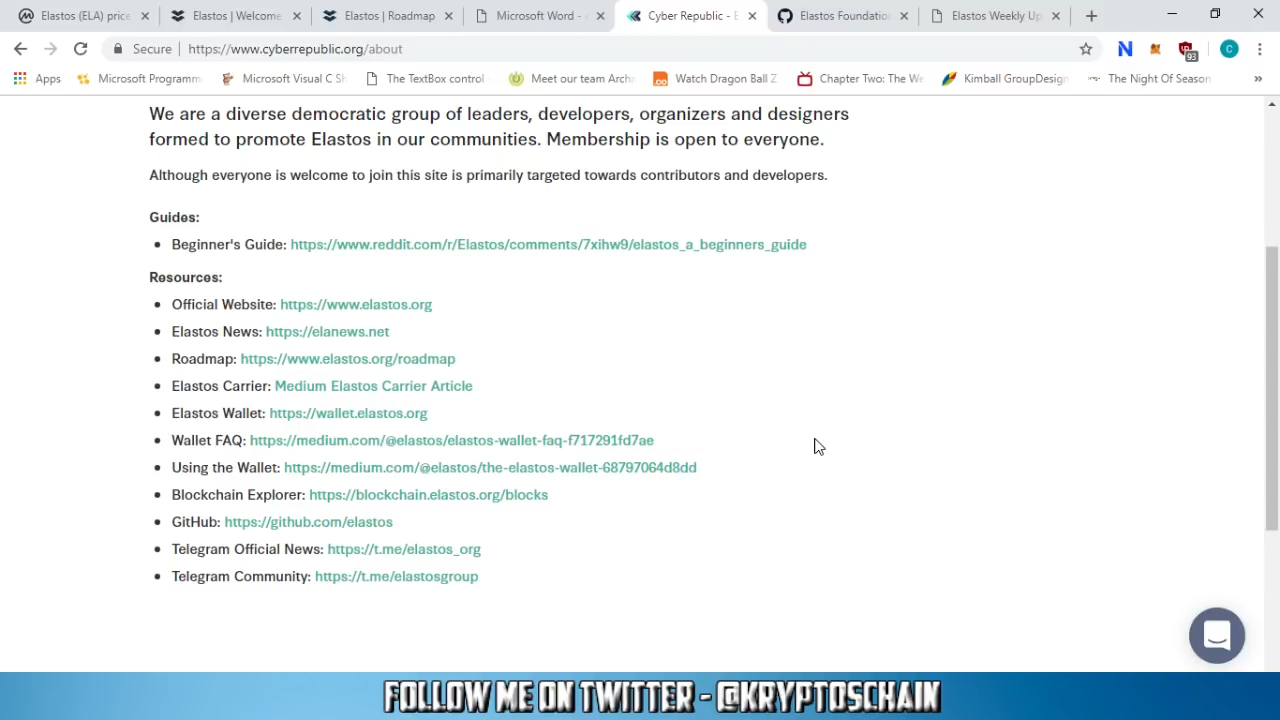 Elastos (ELA) price
Elastos | Welcome
Elastos | Roadmap
Microsoft Word -
Cyber Republic - E
Elastos Foundation
Elastos Weekly Up
Secure
https://www.cyberrepublic.org/about
N
93
C
Apps
Microsoft Programm
Microsoft Visual C Sh
The TextBox control
Meet our team Arch
Watch Dragon Ball Z
Chapter Two: The We
Kimball GroupDesign
The Night Of Season
We are a diverse democratic group of leaders, developers, organizers and designers
formed to promote Elastos in our communities. Membership is open to everyone.
Although everyone is welcome to join this site is primarily targeted towards contributors and developers.
Guides:
Beginner's Guide: https://www.reddit.com/r/Elastos/comments/7xihw9/elastos_a_beginners_guide
Resources:
Official Website: https://www.elastos.org
Elastos News: https://elanews.net
Roadmap: https://www.elastos.org/roadmap
Elastos Carrier: Medium Elastos Carrier Article
Elastos Wallet: https://wallet.elastos.org
Wallet FAQ: https://medium.com/@elastos/elastos-wallet-faq-f717291fd7ae
Using the Wallet: https://medium.com/@elastos/the-elastos-wallet-68797064d8dd
Blockchain Explorer: https://blockchain.elastos.org/blocks
GitHub: https://github.com/elastos
Telegram Official News: https://t.me/elastos_org
Telegram Community: https://t.me/elastosgroup
FOLLOW ME ON TWITTER - @KRYPTOSCHAIN